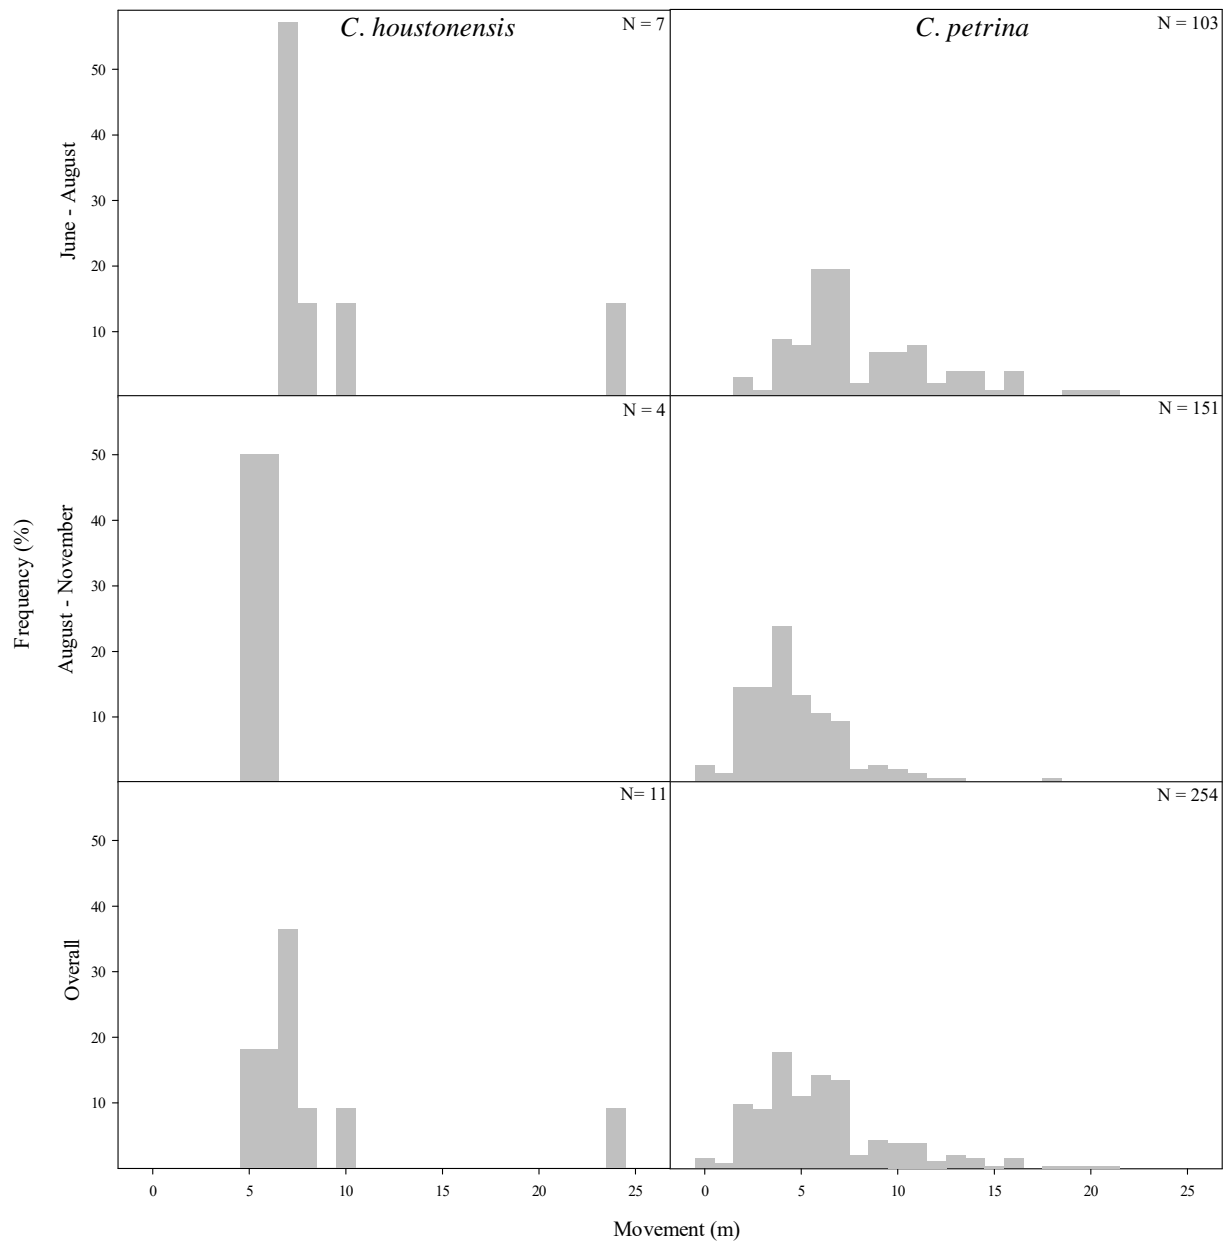 C. houstonensis
N = 7
C. petrina
N = 103
50
40
30
20
10
June - August
N = 4
N = 151
50
40
30
20
10
August - November
Frequency (%)
N= 11
N = 254
50
40
30
20
10
Overall
0 5 10 15 20 25
0 5 10 15 20 25
Movement (m)